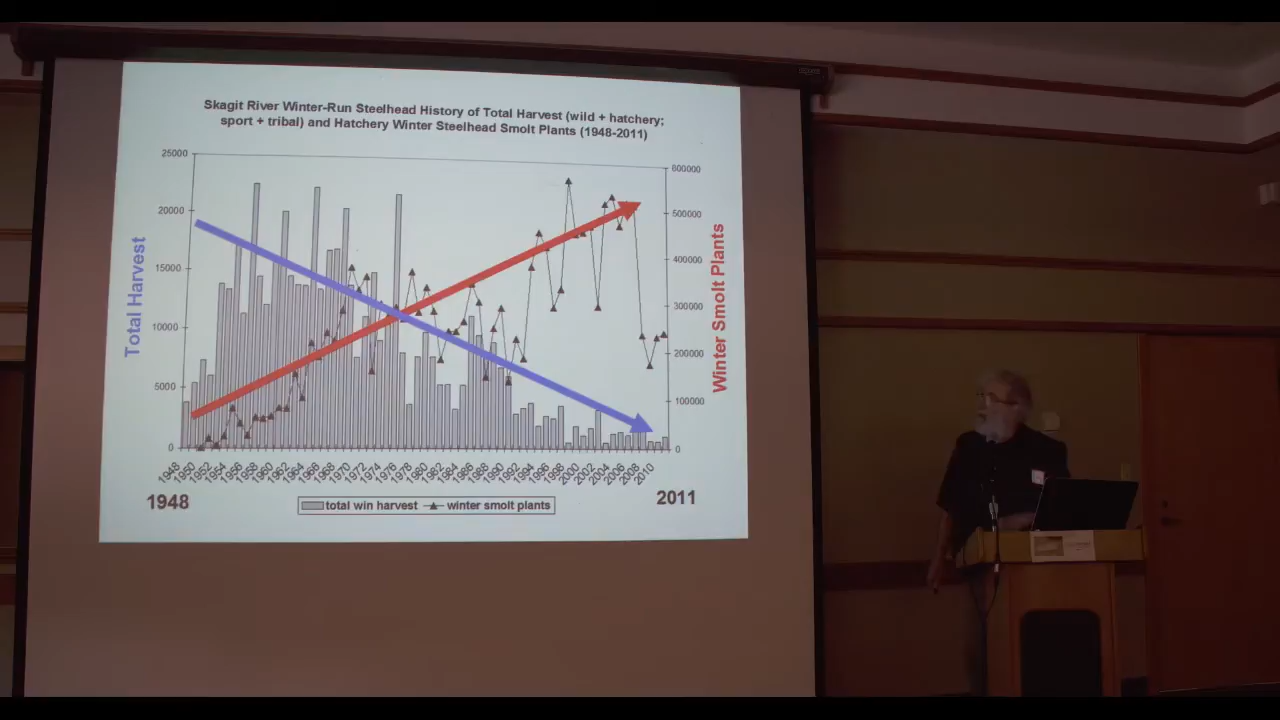 Skagit River Winter-Run Steelhead History of Total Harvest (wild + hatchery;
sport + tribal) and Hatchery Winter Steelhead Smolt Plants (1948-2011)
25000
20000
15000
10000
5000
0
Total Harvest
600000
500000
400000
300000
200000
100000
0
Winter Smolt Plants
1948 1950 1952 1954 1956 1958 1960 1962 1964 1966 1968 1970 1972 1974 1976 1978 1980 1982 1984 1986 1988 1990 1992 1994 1996 1998 2000 2002 2004 2006 2008 2010
1948
2011
total win harvest winter smolt plants